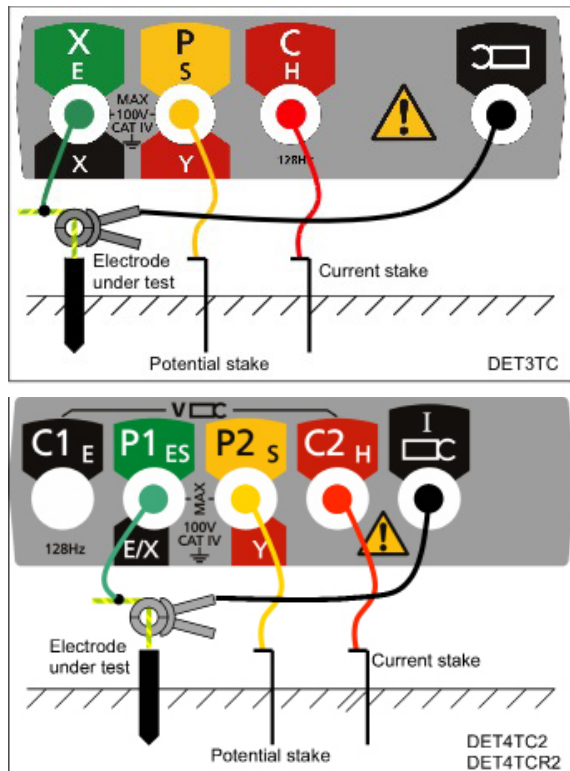 X P C
E S H
MAX
100V
CAT IV
X Y 128Hz
Electrode
under test
Current stake
Potential stake
DET3TC
V
C1 E P1 ES P2 S C2 H I
MAX
100V
CAT IV
128Hz E/X Y
Electrode
under test
Current stake
Potential stake
DET4TC2
DET4TCR2